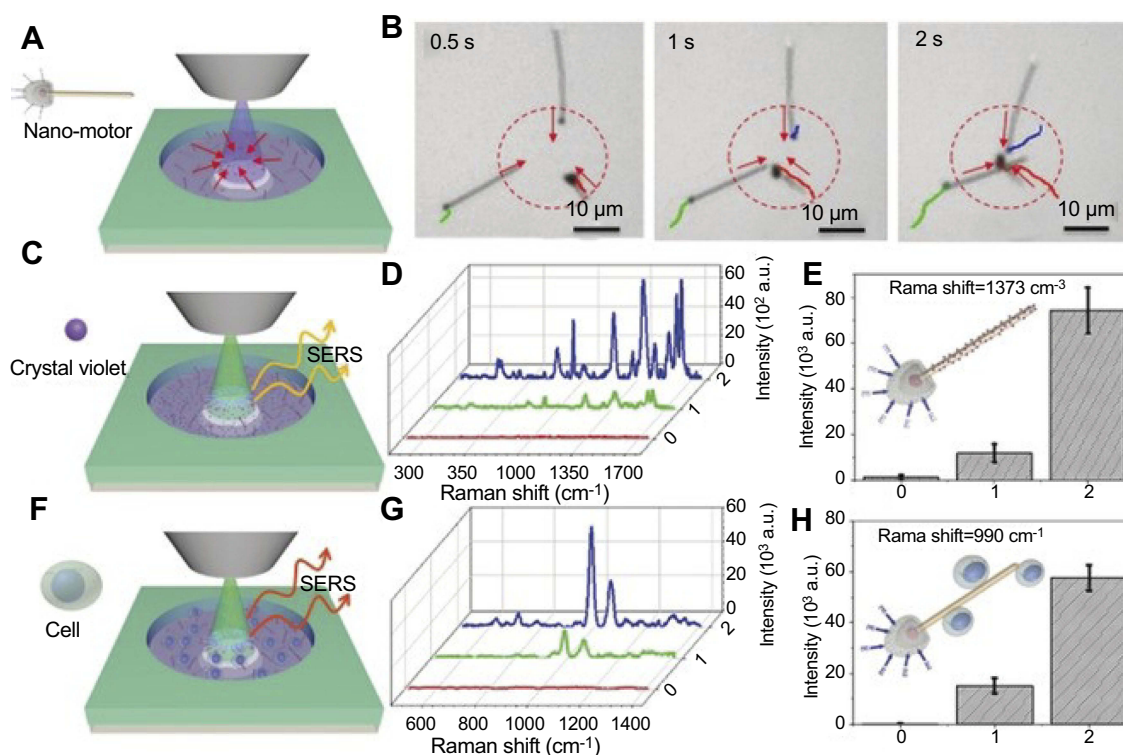 A
Nano-motor
B
0.5 s
10 µm
1 s
10 µm
2 s
10 µm
C
Crystal violet
SERS
D
60
40
20
0
Intensity (10² a.u.)
2
1
0
300 350 1000 1350 1700
Raman shift (cm⁻¹)
E
Rama shift=1373 cm⁻³
80
60
40
20
0
Intensity (10³ a.u.)
0 1 2
F
Cell
SERS
G
60
40
20
0
Intensity (10³ a.u.)
2
1
0
600 800 1000 1200 1400
Raman shift (cm⁻¹)
H
Rama shift=990 cm⁻¹
80
60
40
20
0
Intensity (10³ a.u.)
0 1 2